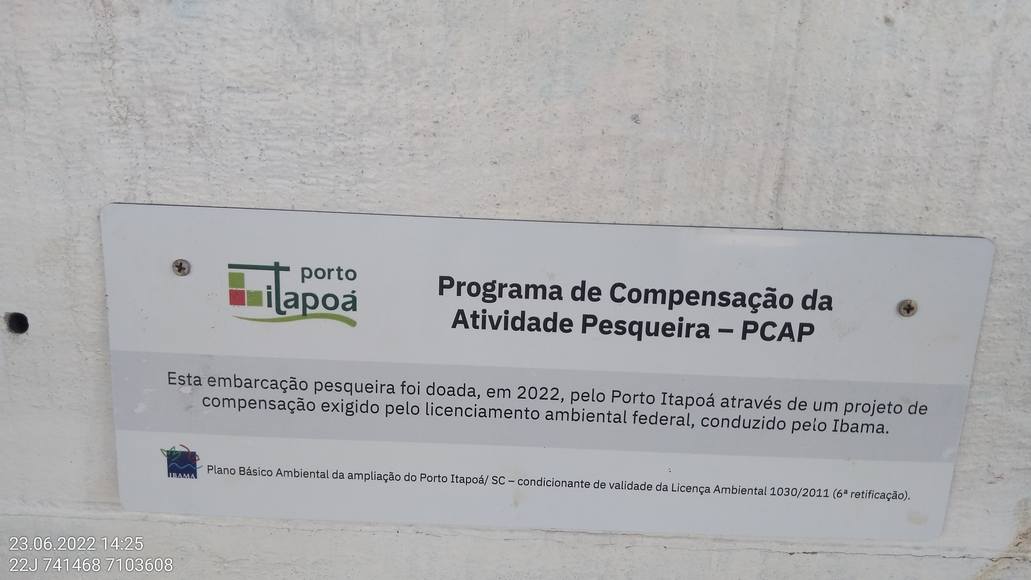 porto
itapoá
Programa de Compensação da
Atividade Pesqueira – PCAP
Esta embarcação pesqueira foi doada, em 2022, pelo Porto Itapoá através de um projeto de
compensação exigido pelo licenciamento ambiental federal, conduzido pelo Ibama.
IBAMA
Plano Básico Ambiental da ampliação do Porto Itapoá/ SC – condicionante de validade da Licença Ambiental 1030/2011 (6ª retificação).
23.06.2022 14:25
22J 741468 7103608